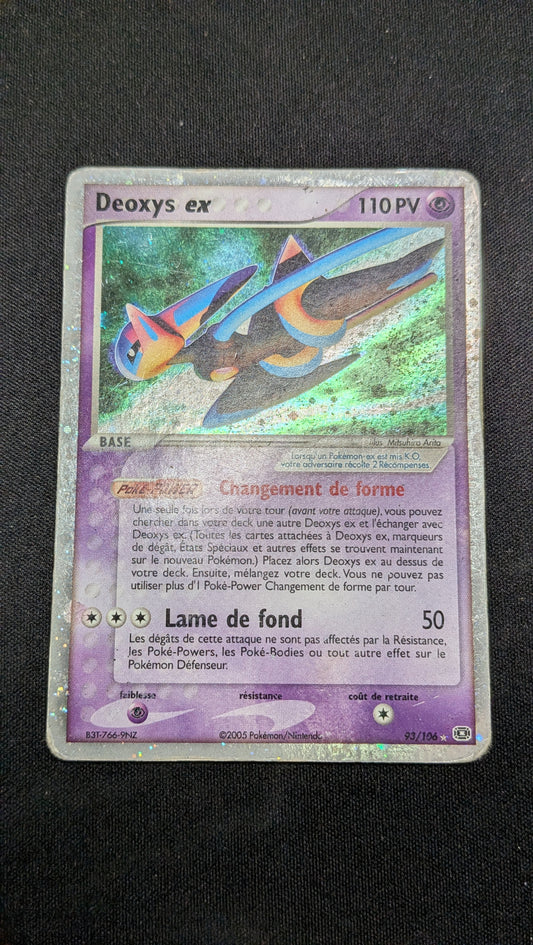 Deoxys ex 110 PV
BASE
Illus. Mitsuhiro Arita
Lorsqu'un Pokémon-ex est mis K.O.
votre adversaire récolte 2 Récompenses.
POKé-POWER Changement de forme
Une seule fois lors de votre tour (avant votre attaque), vous pouvez
chercher dans votre deck une autre Deoxys ex et l'échanger avec
Deoxys ex. (Toutes les cartes attachées à Deoxys ex, marqueurs
de dégât, États Spéciaux et autres effets se trouvent maintenant
sur le nouveau Pokémon.) Placez alors Deoxys ex au dessus de
votre deck. Ensuite, mélangez votre deck. Vous ne pouvez pas
utiliser plus d'1 Poké-Power Changement de forme par tour.
Lame de fond 50
Les dégâts de cette attaque ne sont pas affectés par la Résistance,
les Poké-Powers, les Poké-Bodies ou tout autre effet sur le
Pokémon Défenseur.
faiblesse résistance coût de retraite
B3T-766-9NZ ©2005 Pokémon/Nintendo 93/106